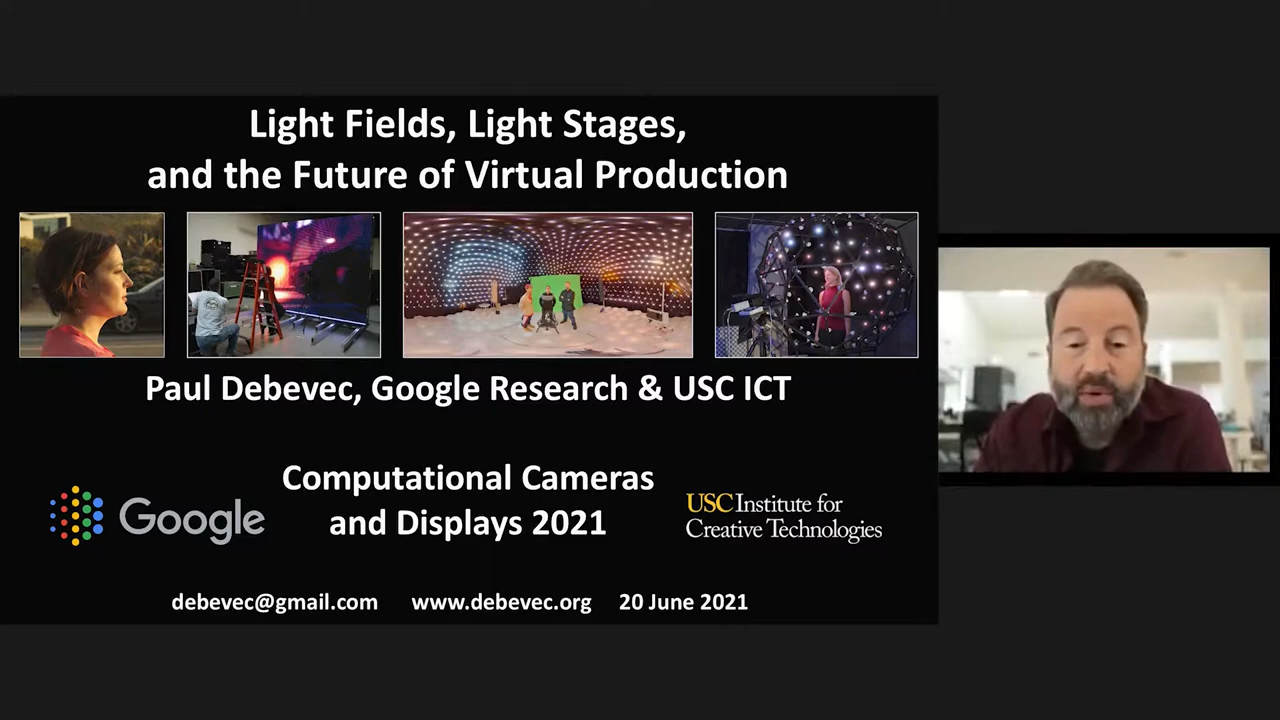 Light Fields, Light Stages,
and the Future of Virtual Production
Paul Debevec, Google Research & USC ICT
Computational Cameras
and Displays 2021
Google
USC Institute for
Creative Technologies
debevec@gmail.com www.debevec.org 20 June 2021